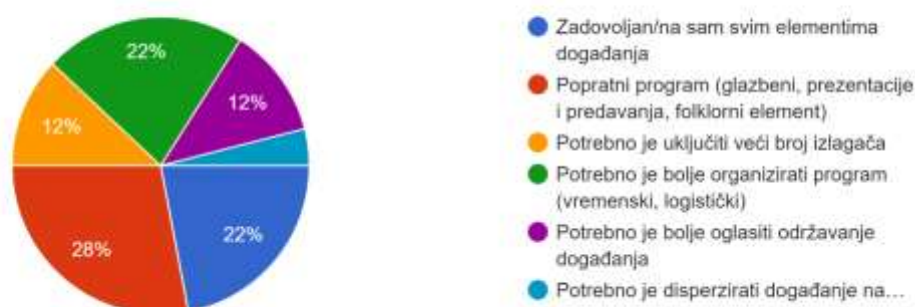 22%
12%
12%
28%
22%
Zadovoljan/na sam svim elementima
događanja
Popratni program (glazbeni, prezentacije
i predavanja, folklorni element)
Potrebno je uključiti veći broj izlagača
Potrebno je bolje organizirati program
(vremenski, logistički)
Potrebno je bolje oglasiti održavanje
događanja
Potrebno je disperzirati događanje na…